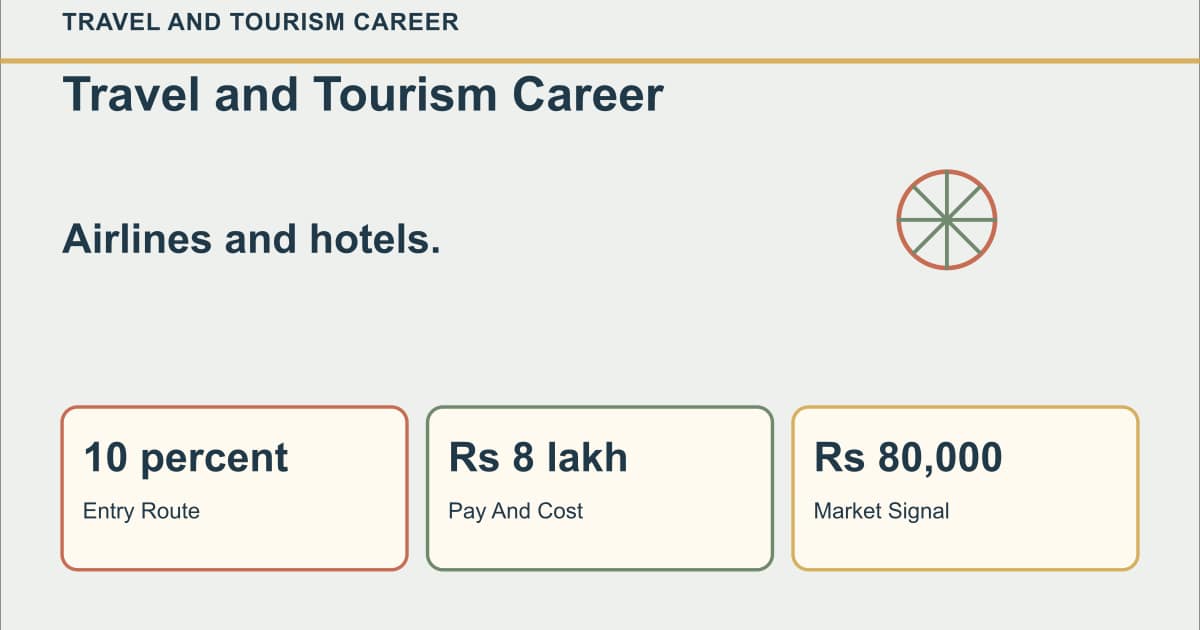 TRAVEL AND TOURISM CAREER
Travel and Tourism Career
Airlines and hotels.
10 percent
Entry Route
Rs 8 lakh
Pay And Cost
Rs 80,000
Market Signal